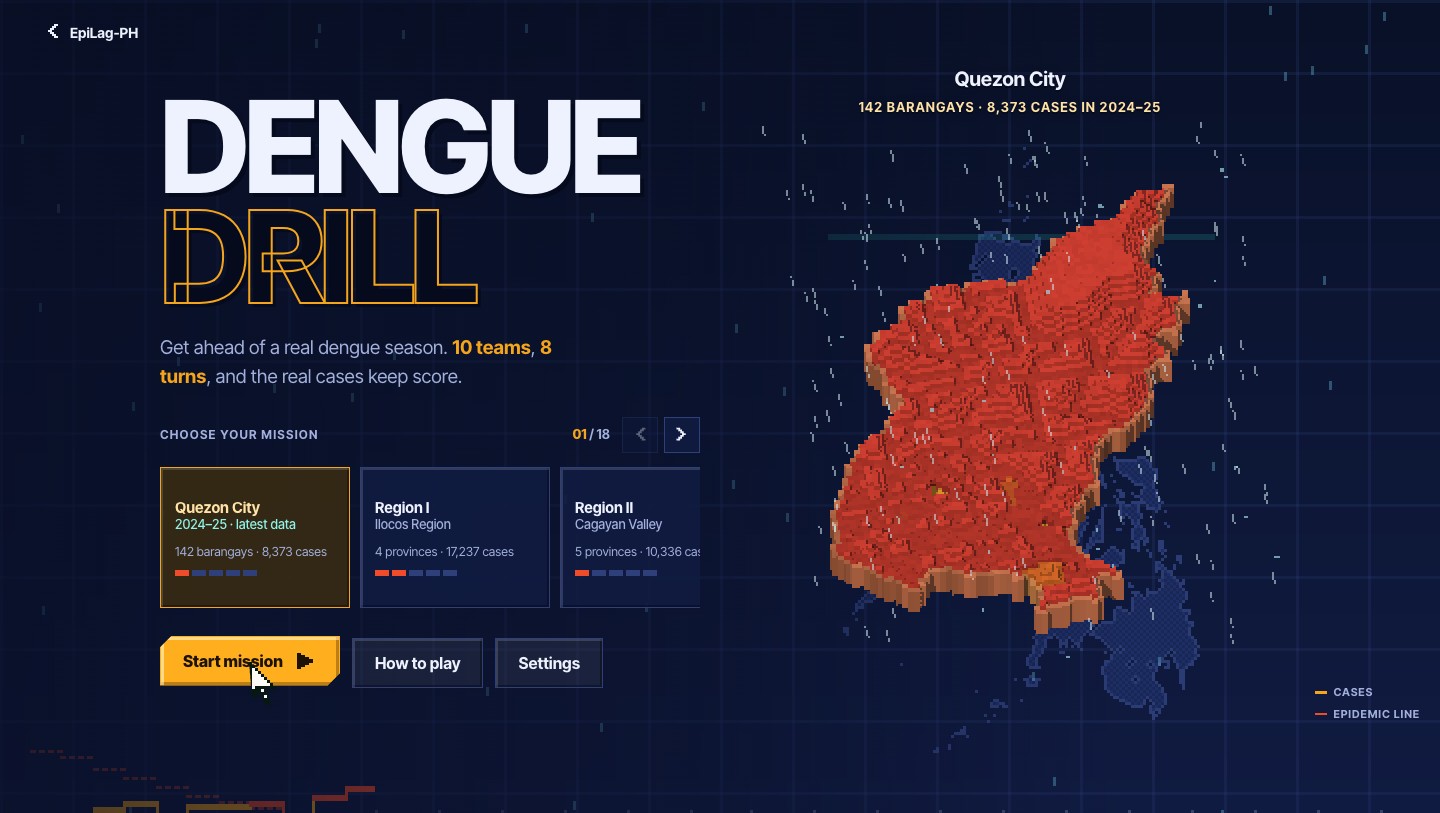 EpiLag-PH
Quezon City
142 BARANGAYS · 8,373 CASES IN 2024–25
DENGUE
DRILL
Get ahead of a real dengue season. 10 teams, 8
turns, and the real cases keep score.
CHOOSE YOUR MISSION
01 / 18
Quezon City
2024–25 · latest data
142 barangays · 8,373 cases
Region I
Ilocos Region
4 provinces · 17,237 cases
Region II
Cagayan Valley
5 provinces · 10,336 cas
Start mission
How to play
Settings
CASES
EPIDEMIC LINE